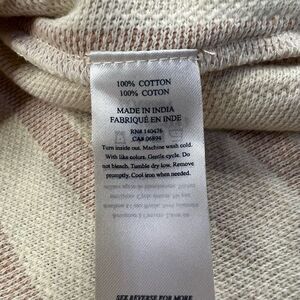 100% COTTON
100% COTON
MADE IN INDIA
FABRIQUÉ EN INDE
RN# 140476
CA# 06894
Turn inside out. Machine wash cold.
With like colors. Gentle cycle. Do
not bleach. Tumble dry low. Remove
promptly. Cool iron when needed.
SEE REVERSE FOR MORE